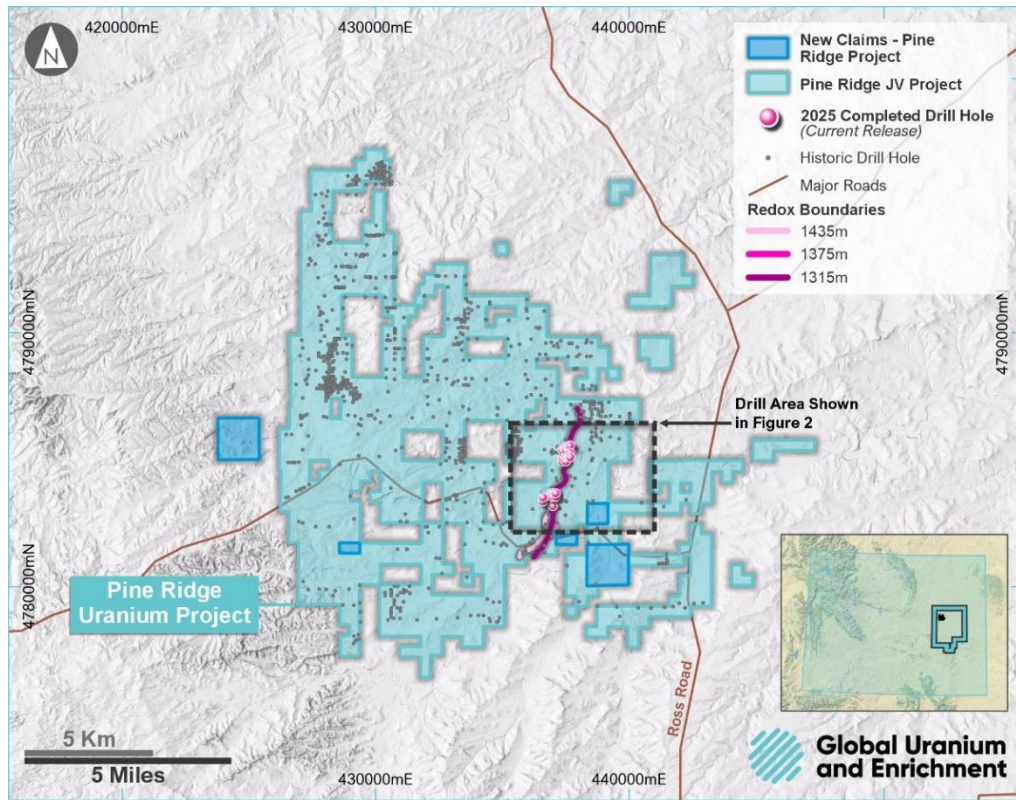 420000mE
430000mE
440000mE
N
New Claims - Pine
Ridge Project
Pine Ridge JV Project
2025 Completed Drill Hole
(Current Release)
Historic Drill Hole
Major Roads
Redox Boundaries
1435m
1375m
1315m
4790000mN
4790000mN
Drill Area Shown
in Figure 2
4780000mN
Pine Ridge
Uranium Project
Ross Road
5 Km
5 Miles
430000mE
440000mE
Global Uranium
and Enrichment